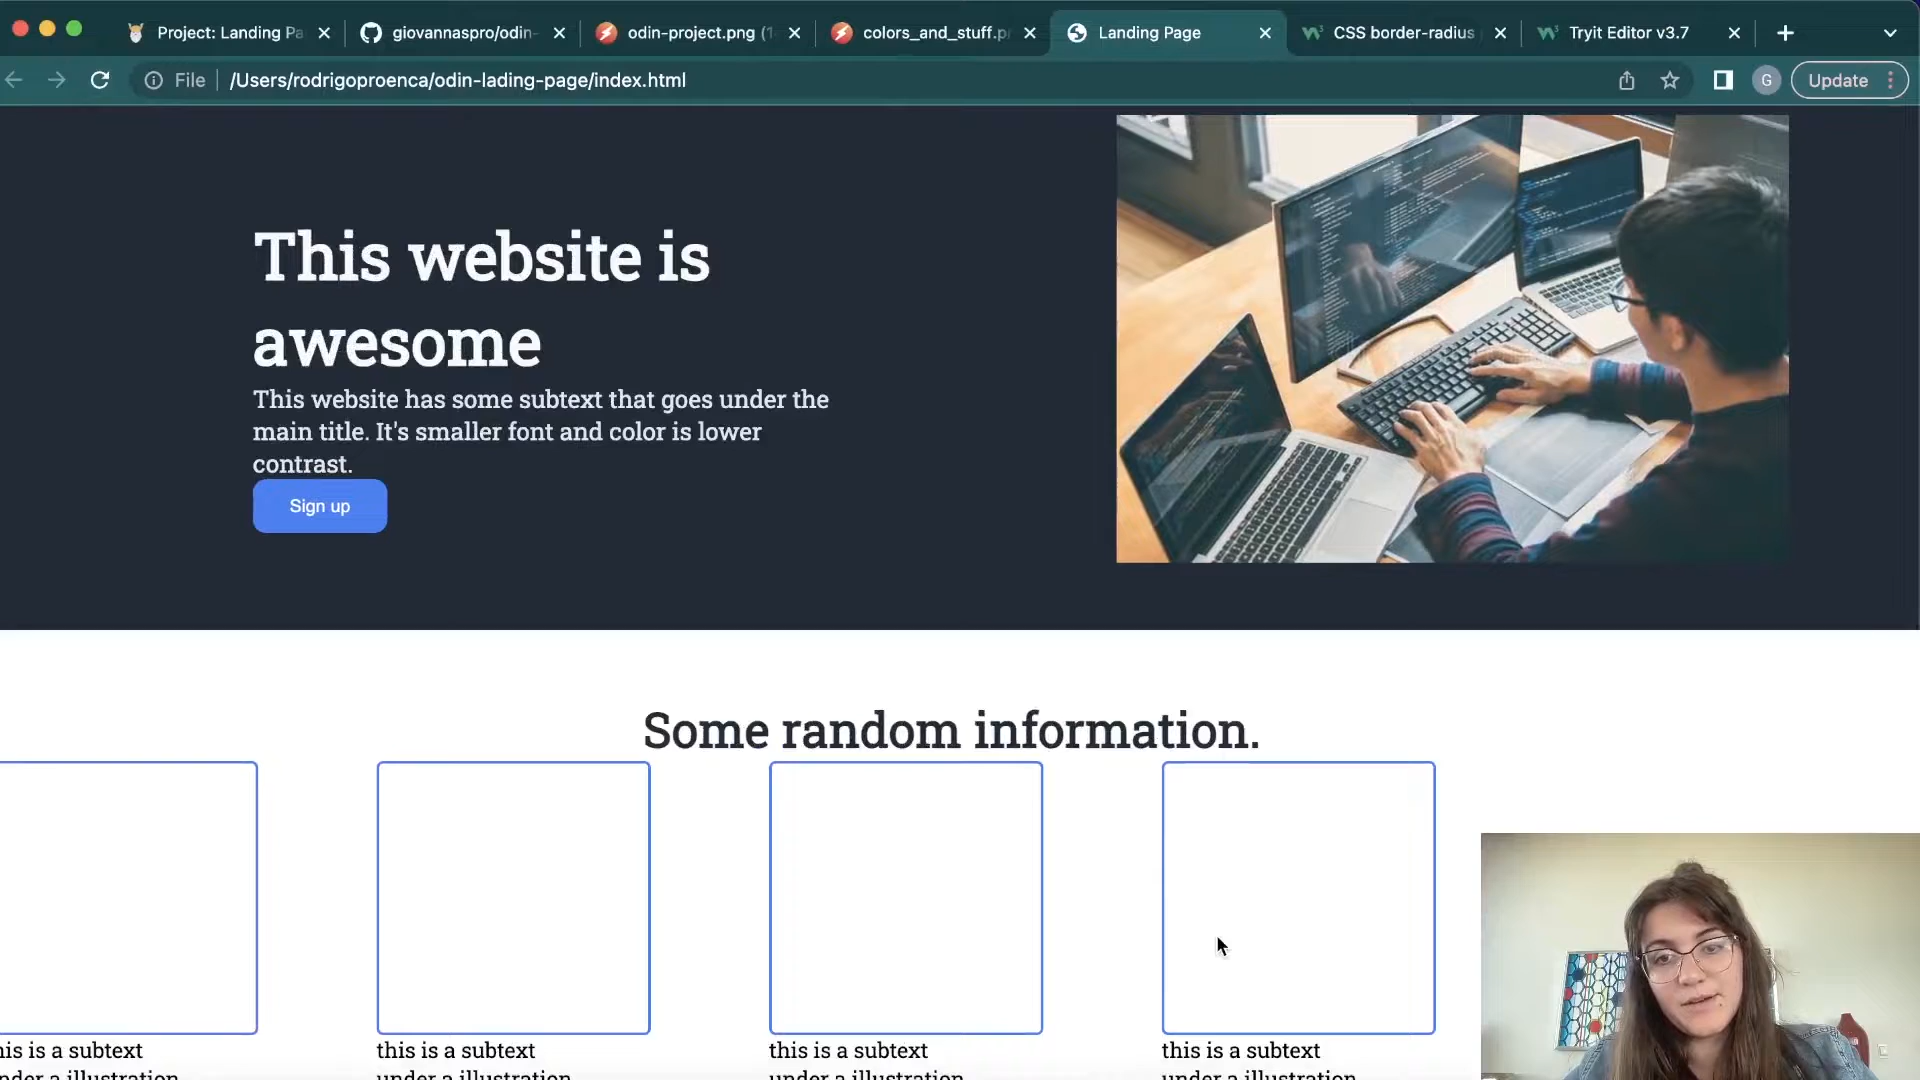 Project: Landing Pa
giovannaspro/odin-
odin-project.png (1
colors_and_stuff.p
Landing Page
CSS border-radius
Tryit Editor v3.7
File
/Users/rodrigoproenca/odin-lading-page/index.html
G
Update
This website is
awesome
This website has some subtext that goes under the
main title. It's smaller font and color is lower
contrast.
Sign up
Some random information.
his is a subtext
this is a subtext
this is a subtext
this is a subtext
nder a illustration
under a illustration
under a illustration
under a illustration